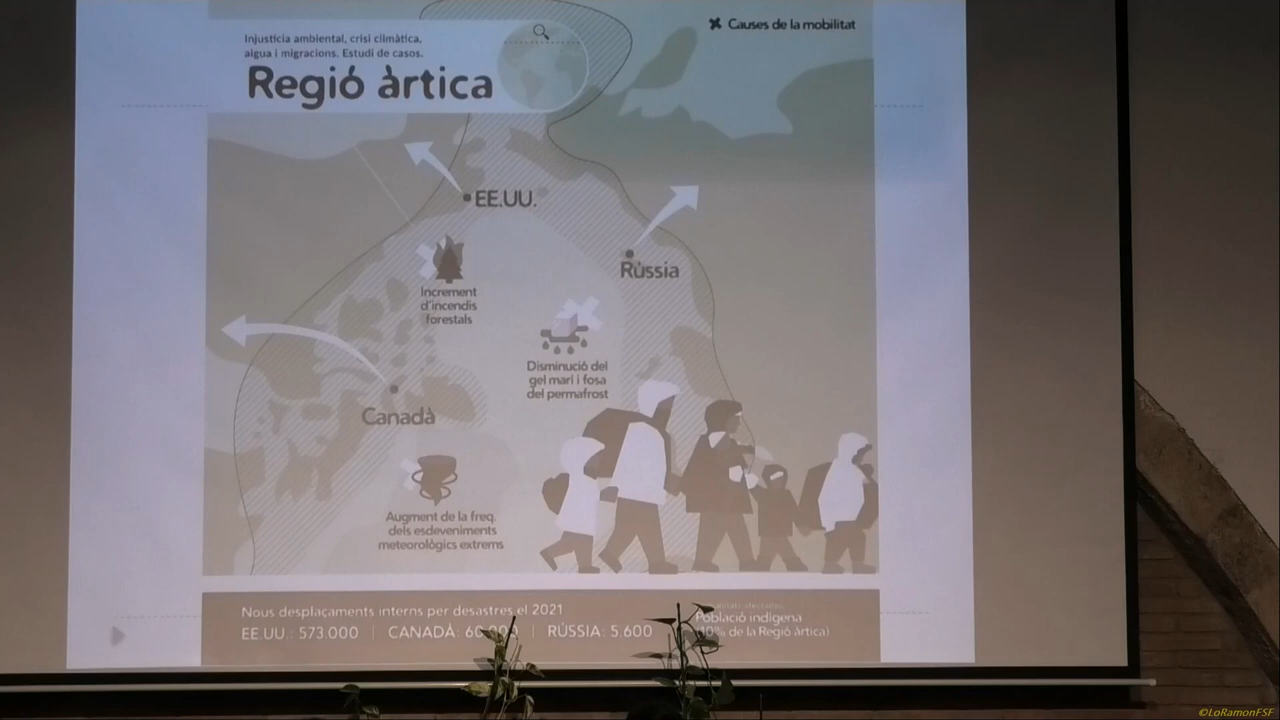 Injustícia ambiental, crisi climàtica,
aigua i migracions. Estudi de casos.
Regió àrtica
Causes de la mobilitat
EE.UU.
Rússia
Increment
d'incendis
forestals
Disminució del
gel marí i fosa
del permafrost
Canadà
Augment de la freq.
dels esdeveniments
meteorològics extrems
Nous desplaçaments interns per desastres el 2021
EE.UU.: 573.000 | CANADÀ: 60.000 | RÚSSIA: 5.600
afectades:
Població indígena
(10% de la Regió àrtica)
©LoRamonFSF